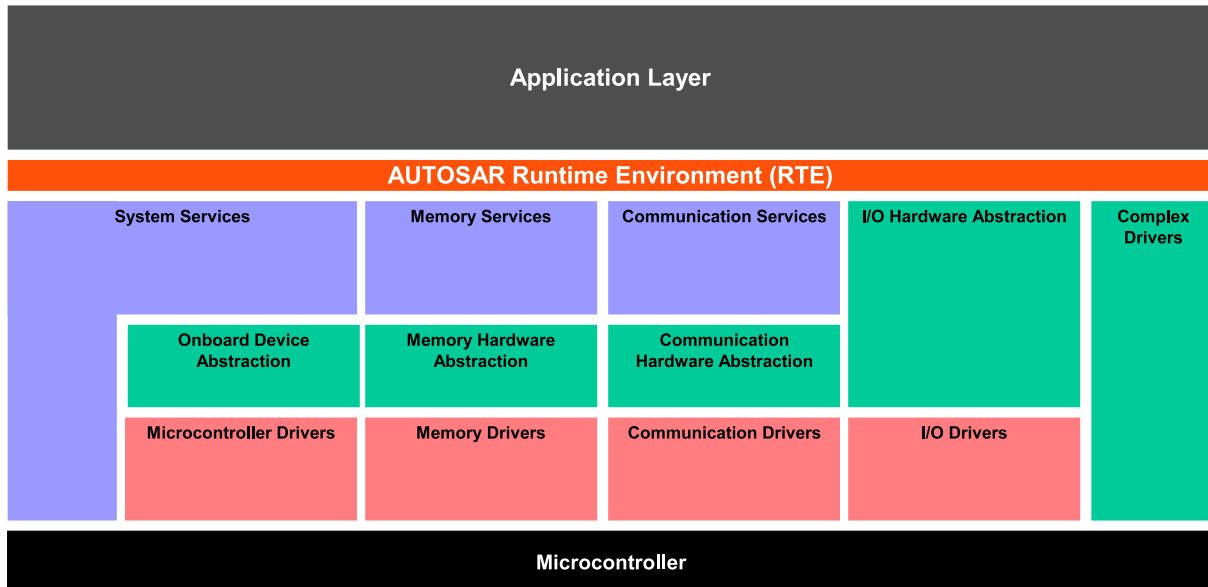 Application Layer
AUTOSAR Runtime Environment (RTE)
System Services
Memory Services
Communication Services
I/O Hardware Abstraction
Complex
Drivers
Onboard Device
Abstraction
Memory Hardware
Abstraction
Communication
Hardware Abstraction
Microcontroller Drivers
Memory Drivers
Communication Drivers
I/O Drivers
Microcontroller